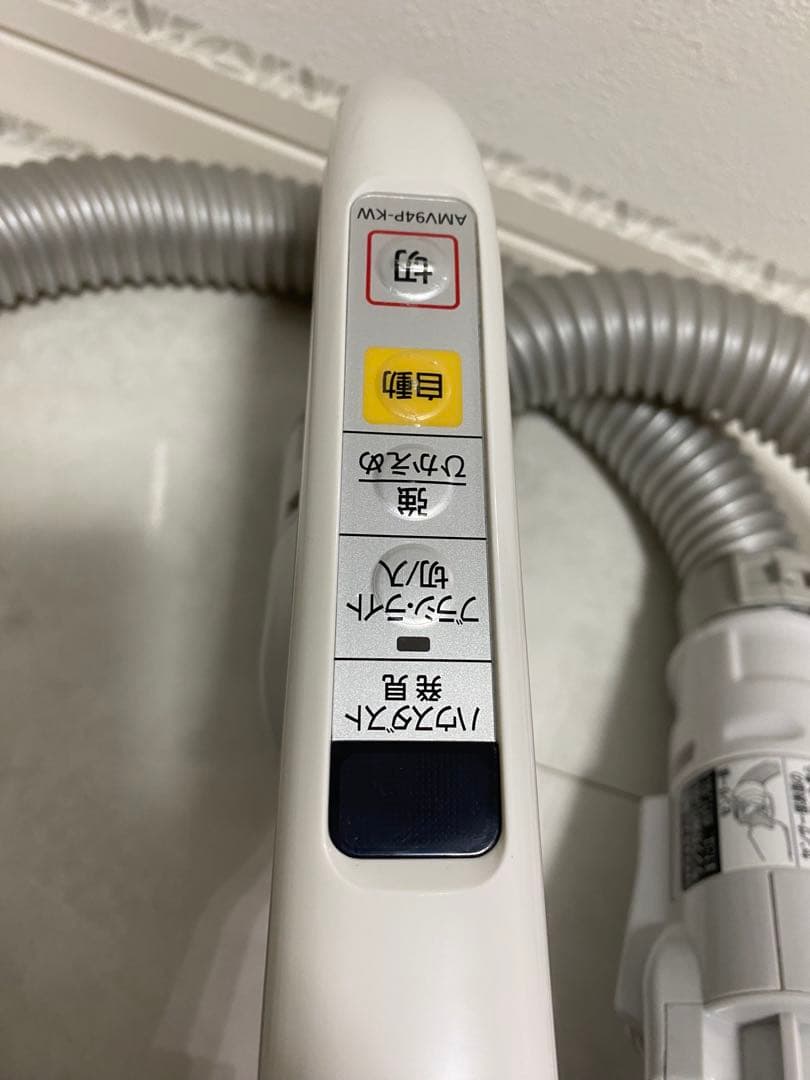 ハウスダスト
発見
ブラシ・ライト
切/入
強
ひかえめ
自動
切
AMV94P-KW